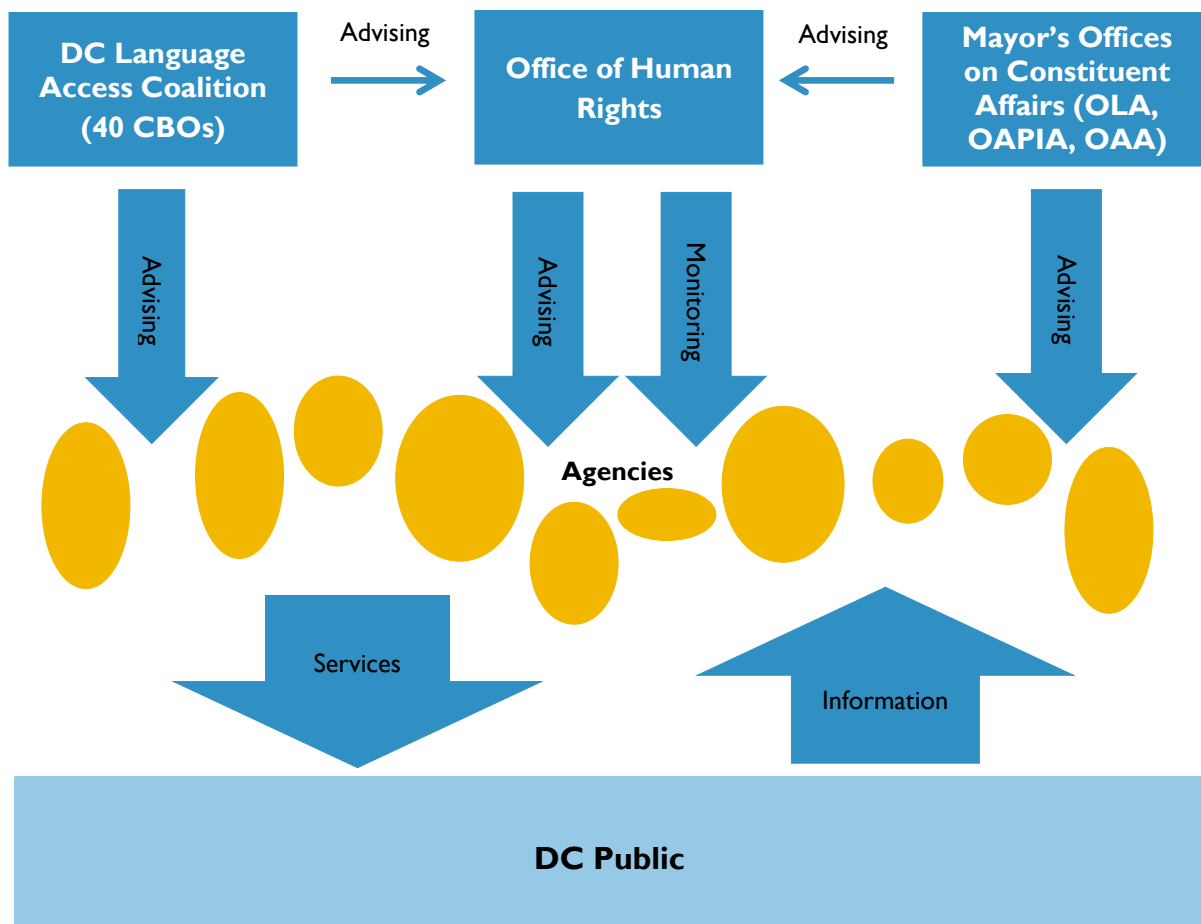 DC Language
Access Coalition
(40 CBOs)
Advising
Office of Human
Rights
Advising
Mayor's Offices
on Constituent
Affairs (OLA,
OAPIA, OAA)
Advising
Advising
Monitoring
Advising
Agencies
Services
Information
DC Public